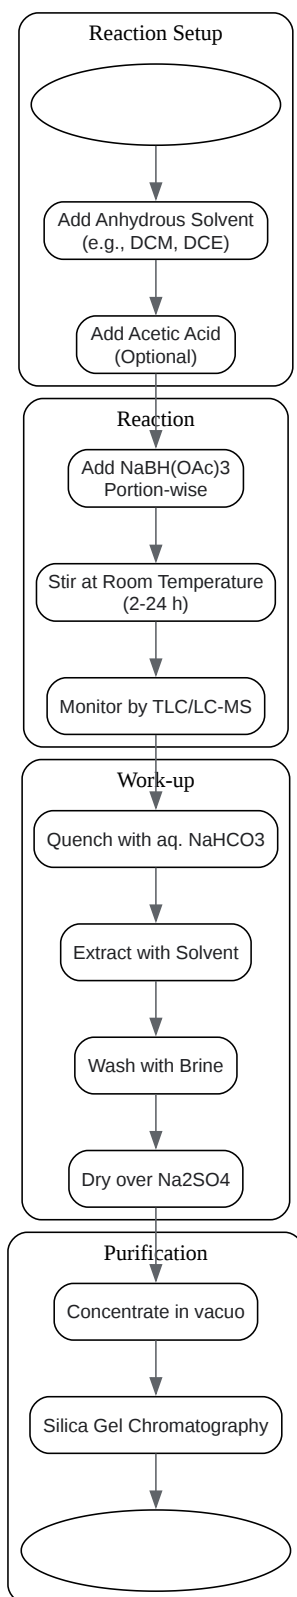 Reaction Setup
Add Anhydrous Solvent
(e.g., DCM, DCE)
Add Acetic Acid
(Optional)
Reaction
Add NaBH(OAc)3
Portion-wise
Stir at Room Temperature
(2-24 h)
Monitor by TLC/LC-MS
Work-up
Quench with aq. NaHCO3
Extract with Solvent
Wash with Brine
Dry over Na2SO4
Purification
Concentrate in vacuo
Silica Gel Chromatography